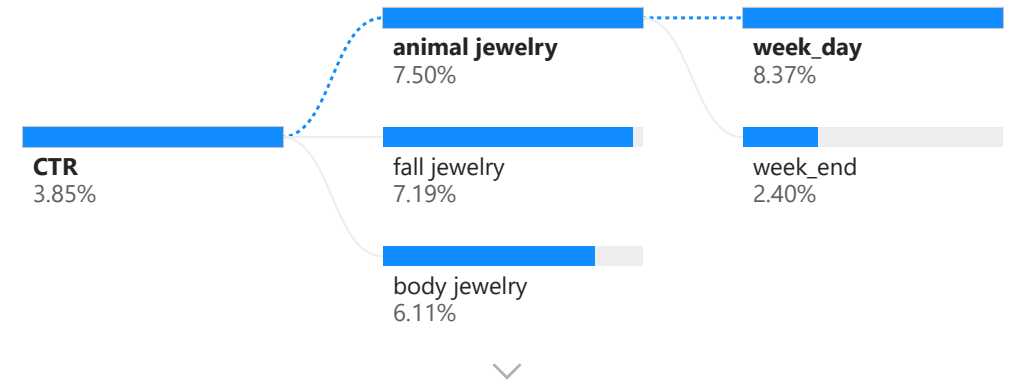 CTR
3.85%
animal jewelry
7.50%
fall jewelry
7.19%
body jewelry
6.11%
week_day
8.37%
week_end
2.40%